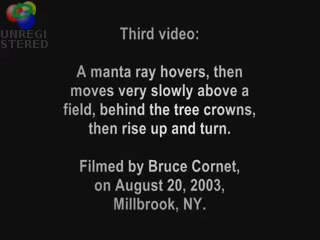 UNREGI
STERED
Third video:
A manta ray hovers, then
moves very slowly above a
field, behind the tree crowns,
then rise up and turn.
Filmed by Bruce Cornet,
on August 20, 2003,
Millbrook, NY.